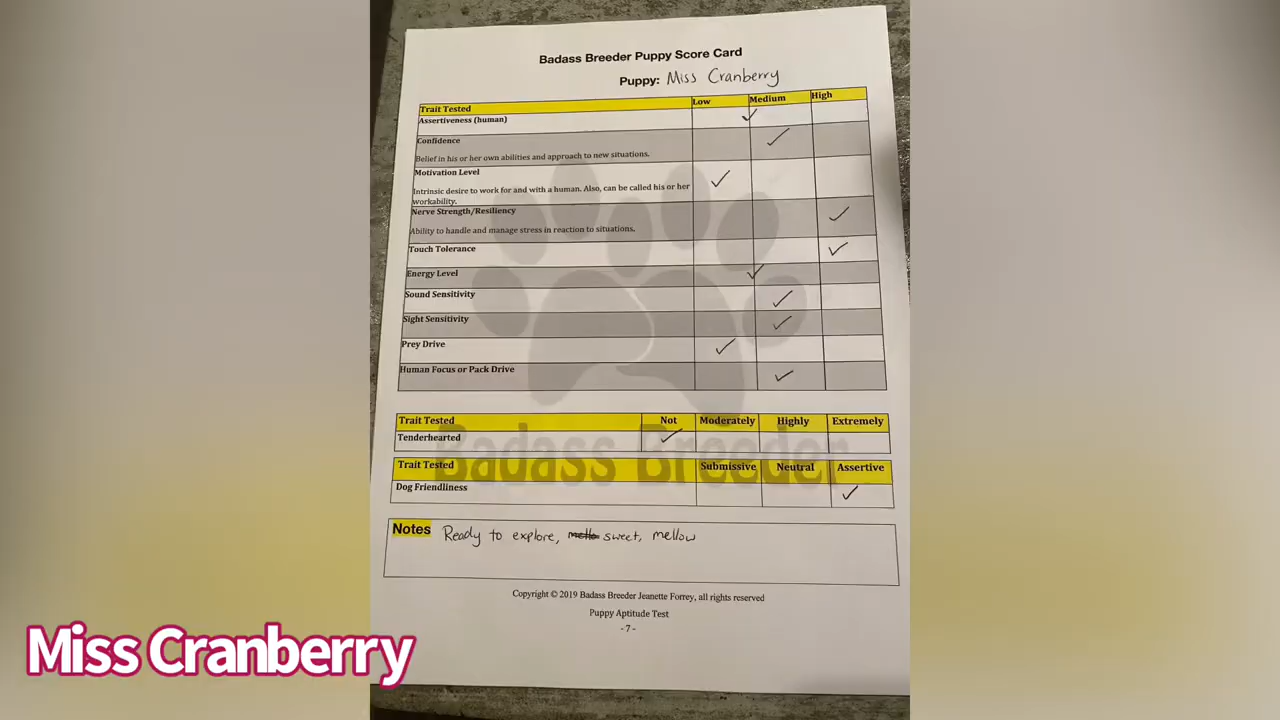 Badass Breeder Puppy Score Card
Puppy: Miss Cranberry
Trait Tested Low Medium High
Assertiveness (human) ✓
Confidence ✓
Belief in his or her own abilities and approach to new situations.
Motivation Level
Intrinsic desire to work for and with a human. Also, can be called his or her ✓
workability.
Nerve Strength/Resiliency ✓
Ability to handle and manage stress in reaction to situations.
Touch Tolerance ✓
Energy Level ✓
Sound Sensitivity ✓
Sight Sensitivity ✓
Prey Drive ✓
Human Focus or Pack Drive ✓
Trait Tested Not Moderately Highly Extremely
Tenderhearted ✓
Badass Breeder
Trait Tested Submissive Neutral Assertive
Dog Friendliness ✓
Notes Ready to explore, sweet, mellow
Copyright © 2019 Badass Breeder Jeanette Forrey, all rights reserved
Puppy Aptitude Test
- 7 -
Miss Cranberry